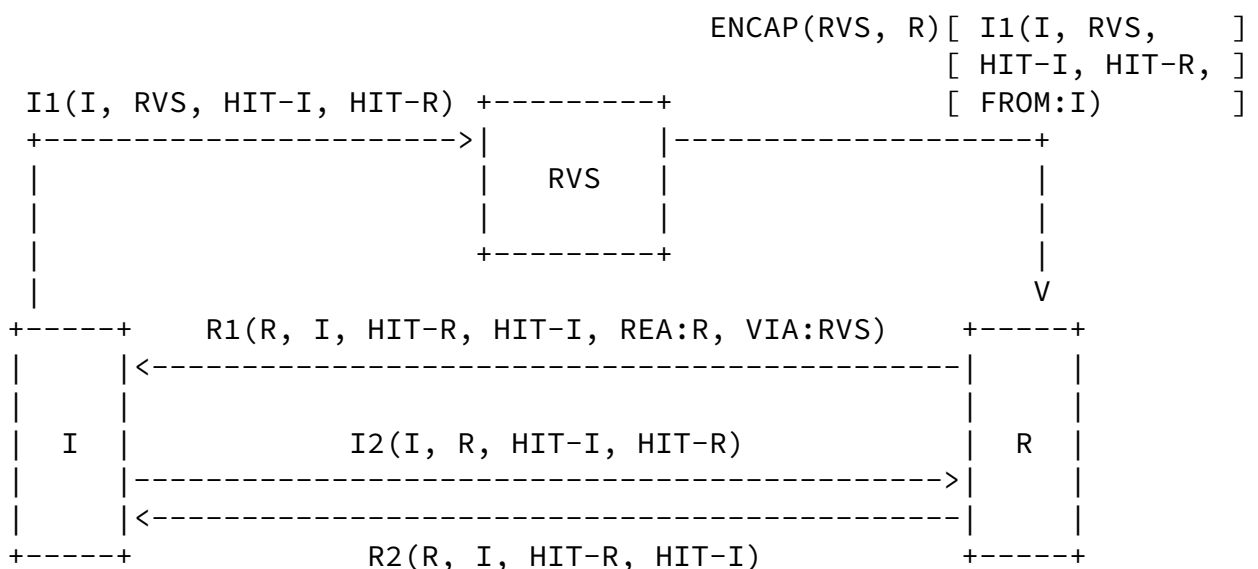 ENCAP(RVS, R)[ I1(I, RVS, ]
[ HIT-I, HIT-R, ]
I1(I, RVS, HIT-I, HIT-R) +---------+ [ FROM:I) ]
+----------------------->| |--------------------+
| | RVS | |
| | | |
| +---------+ |
| V
+-----+ R1(R, I, HIT-R, HIT-I, REA:R, VIA:RVS) +-----+
| |<---------------------------------------------| |
| | | |
| I | I2(I, R, HIT-I, HIT-R) | R |
| |--------------------------------------------->| |
| |<---------------------------------------------| |
+-----+ R2(R, I, HIT-R, HIT-I) +-----+